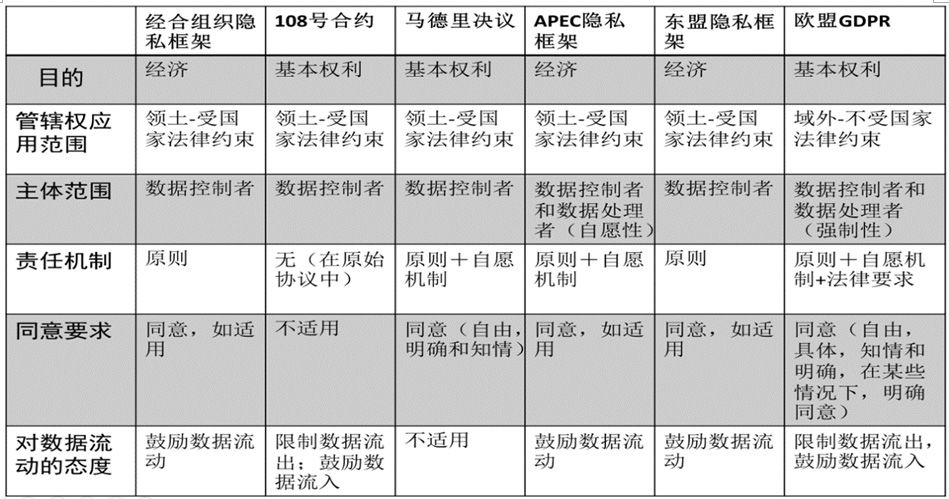 经合组织隐私框架
108号合约
马德里决议
APEC隐私框架
东盟隐私框架
欧盟GDPR
目的
经济
基本权利
基本权利
经济
经济
基本权利
管辖权应用范围
领土-受国家法律约束
领土-受国家法律约束
领土-受国家法律约束
领土-受国家法律约束
领土-受国家法律约束
域外-不受国家法律约束
主体范围
数据控制者
数据控制者
数据控制者
数据控制者和数据处理者（自愿性）
数据控制者
数据控制者和数据处理者（强制性）
责任机制
原则
无（在原始协议中）
原则＋自愿机制
原则＋自愿机制
原则
原则＋自愿机制+法律要求
同意要求
同意，如适用
不适用
同意（自由，明确和知情）
同意，如适用
同意，如适用
同意（自由，具体，知情和明确，在某些情况下，明确同意）
对数据流动的态度
鼓励数据流动
限制数据流出；鼓励数据流入
不适用
鼓励数据流动
鼓励数据流动
限制数据流出，鼓励数据流入